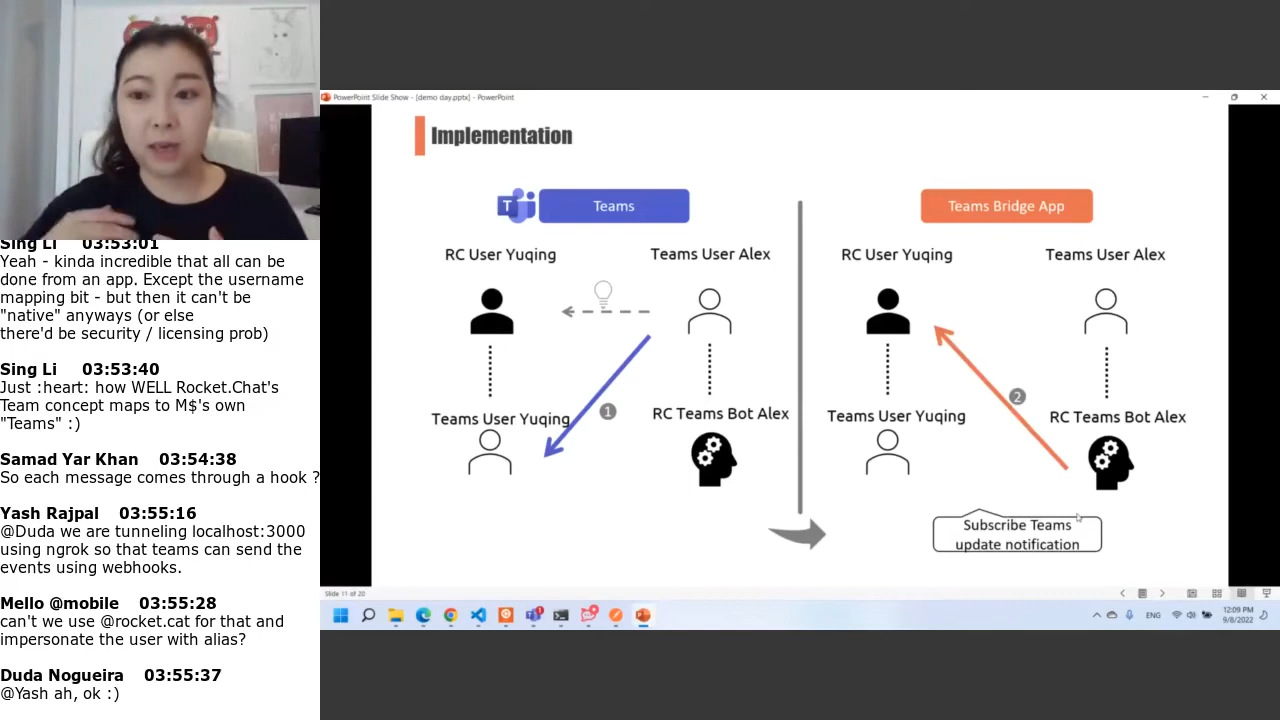 Sing Li 03:53:01
Yeah - kinda incredible that all can be
done from an app. Except the username
mapping bit - but then it can't be
"native" anyways (or else
there'd be security / licensing prob)
Sing Li 03:53:40
Just :heart: how WELL Rocket.Chat's
Team concept maps to M$'s own
"Teams" :)
Samad Yar Khan 03:54:38
So each message comes through a hook ?
Yash Rajpal 03:55:16
@Duda we are tunneling localhost:3000
using ngrok so that teams can send the
events using webhooks.
Mello @mobile 03:55:28
can't we use @rocket.cat for that and
impersonate the user with alias?
Duda Nogueira 03:55:37
@Yash ah, ok :)
PowerPoint Slide Show - [demo day.pptx] - PowerPoint
Implementation
T
Teams
Teams Bridge App
RC User Yuqing
Teams User Alex
RC User Yuqing
Teams User Alex
1
2
Teams User Yuqing
RC Teams Bot Alex
Teams User Yuqing
RC Teams Bot Alex
Subscribe Teams
update notification
Slide 11 of 20
ENG
12:09 PM
9/8/2022